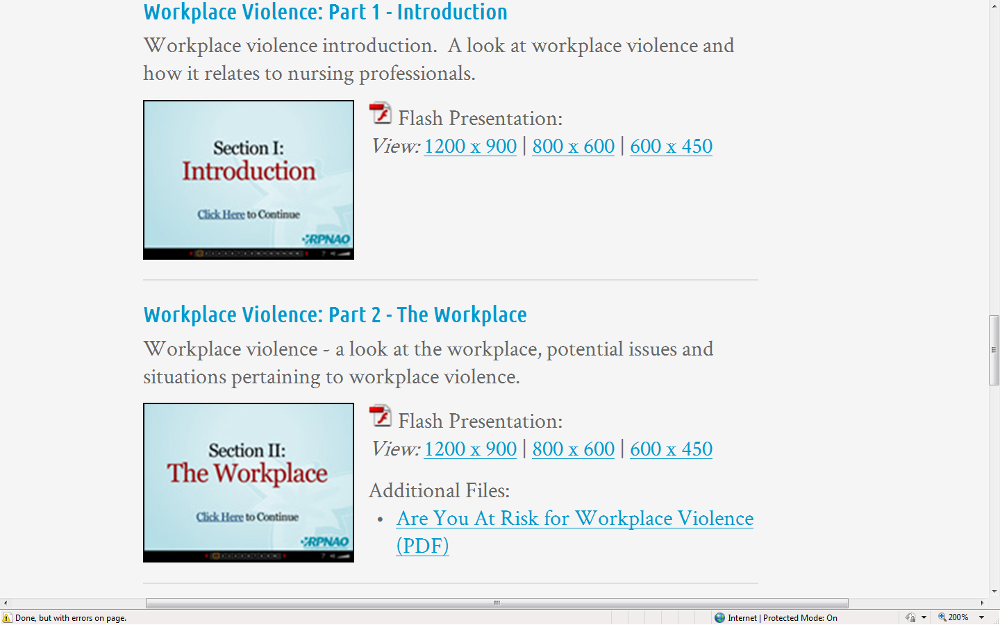 Workplace Violence: Part 1 - Introduction
Workplace violence introduction.  A look at workplace violence and
how it relates to nursing professionals.
Section I:
Introduction
Click Here to Continue
RPNAO
Flash Presentation:
View: 1200 x 900 | 800 x 600 | 600 x 450
Workplace Violence: Part 2 - The Workplace
Workplace violence - a look at the workplace, potential issues and
situations pertaining to workplace violence.
Section II:
The Workplace
Click Here to Continue
RPNAO
Flash Presentation:
View: 1200 x 900 | 800 x 600 | 600 x 450
Additional Files:
• Are You At Risk for Workplace Violence
(PDF)
Done, but with errors on page.
Internet | Protected Mode: On
200%